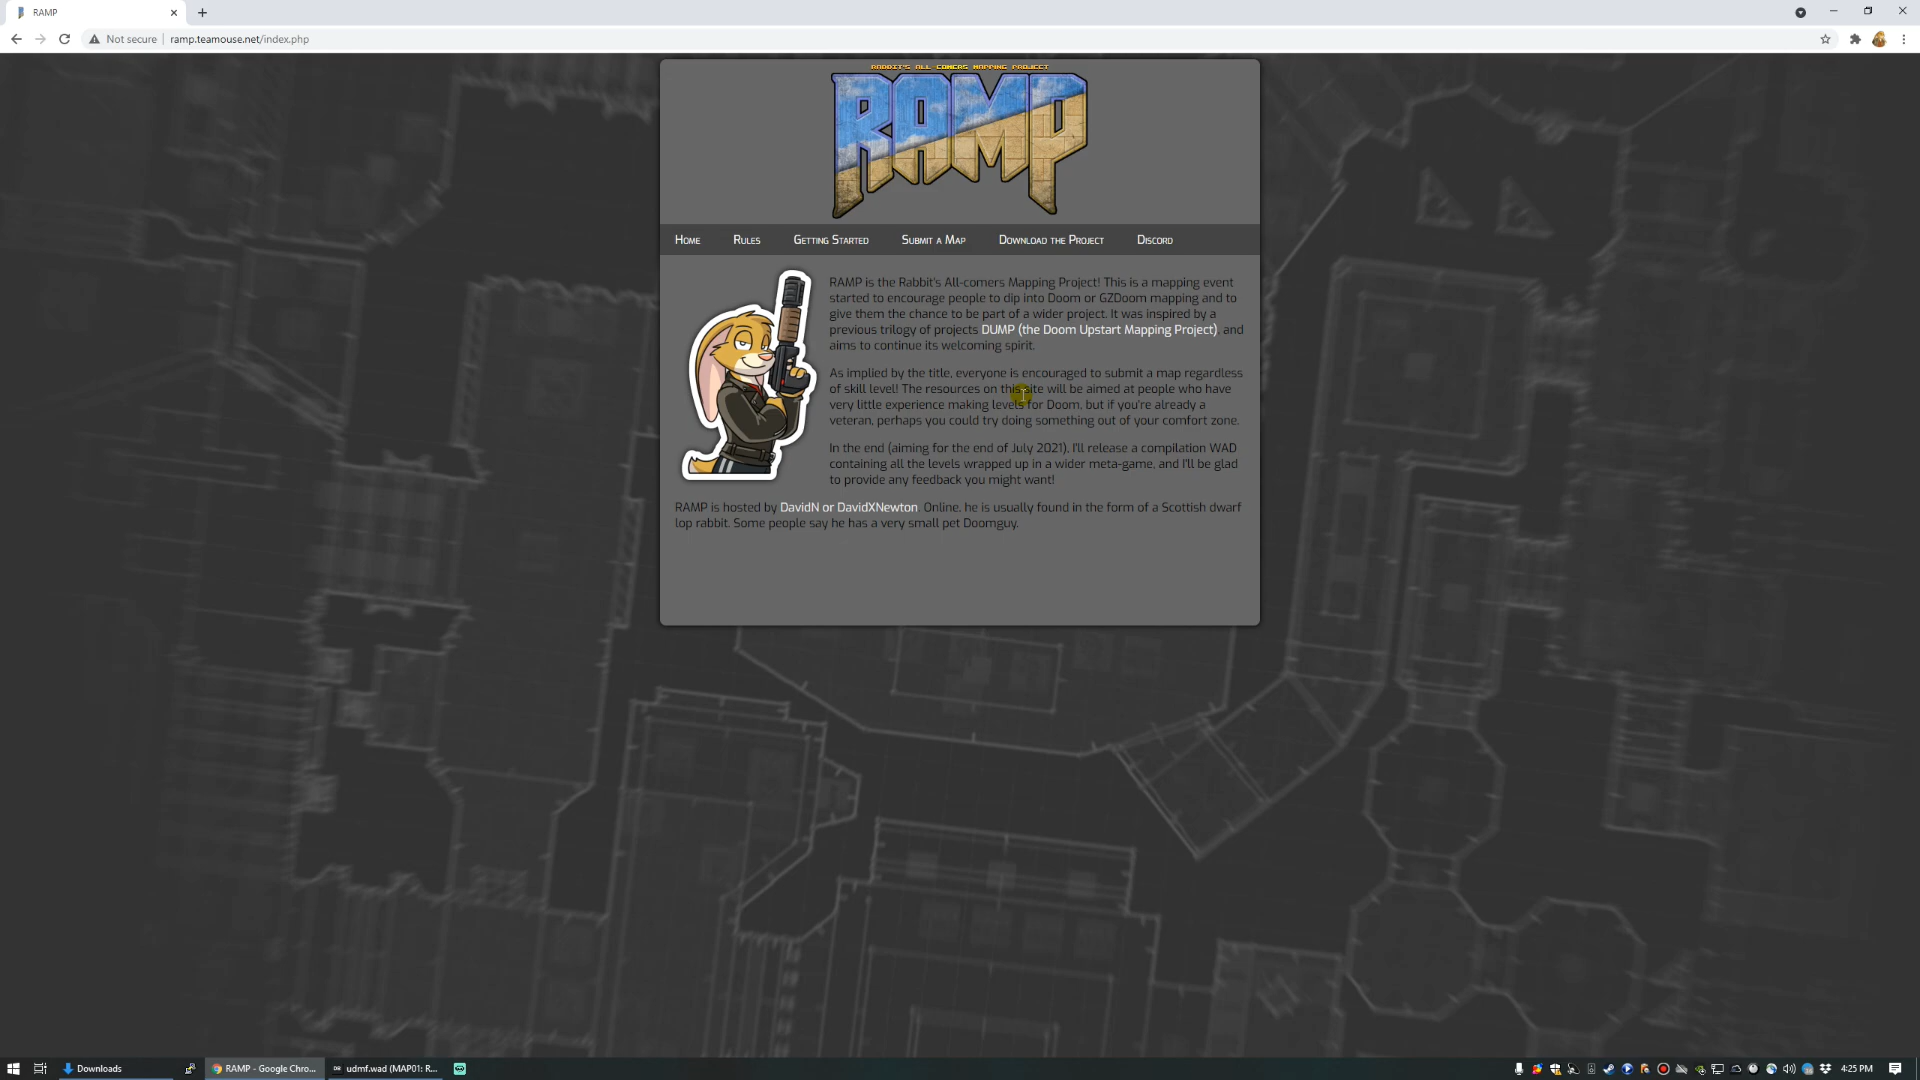 RAMP
Not secure
ramp.teamouse.net/index.php
RABBIT'S ALL-COMERS MAPPING PROJECT
RAMP
Home
Rules
Getting Started
Submit a Map
Download the Project
Discord
RAMP is the Rabbit's All-comers Mapping Project! This is a mapping event
started to encourage people to dip into Doom or GZDoom mapping and to
give them the chance to be part of a wider project. It was inspired by a
previous trilogy of projects DUMP (the Doom Upstart Mapping Project), and
aims to continue its welcoming spirit.
As implied by the title, everyone is encouraged to submit a map regardless
of skill level! The resources on this site will be aimed at people who have
very little experience making levels for Doom, but if you're already a
veteran, perhaps you could try doing something out of your comfort zone.
In the end (aiming for the end of July 2021), I'll release a compilation WAD
containing all the levels wrapped up in a wider meta-game, and I'll be glad
to provide any feedback you might want!
RAMP is hosted by DavidN or DavidXNewton. Online, he is usually found in the form of a Scottish dwarf
lop rabbit. Some people say he has a very small pet Doomguy.
Downloads
RAMP - Google Chro...
udmf.wad (MAP01: R...
4:25 PM